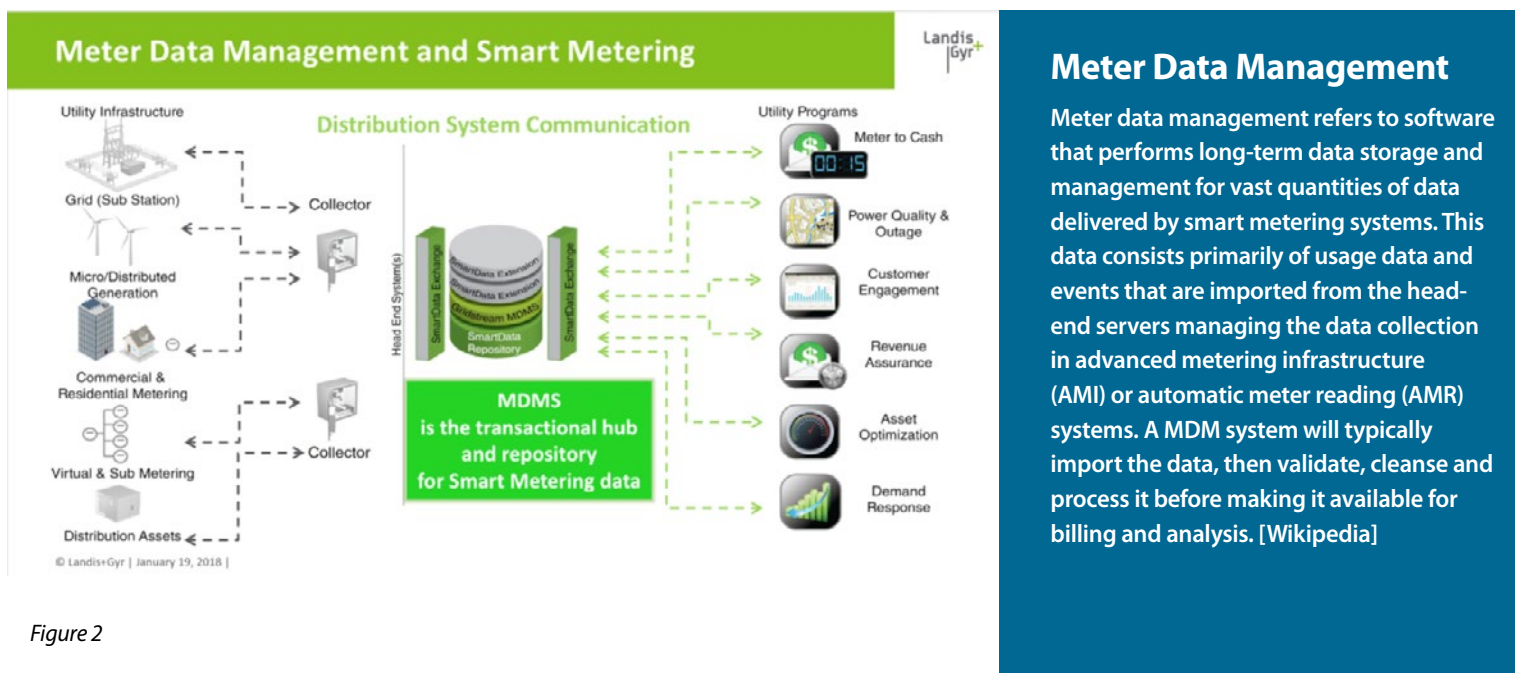 Meter Data Management and Smart Metering
Landis
Gyr+
Utility Infrastructure
Grid (Sub Station)
Micro/Distributed
Generation
Commercial &
Residential Metering
Virtual & Sub Metering
Distribution Assets
Collector
Collector
Distribution System Communication
Head End System(s)
SmartData Exchange
SmartData Extension
SmartData Extension
Gridstream MDMS
SmartData
Repository
SmartData Exchange
MDMS
is the transactional hub
and repository
for Smart Metering data
Utility Programs
00:15
Meter to Cash
Power Quality &
Outage
Customer
Engagement
Revenue
Assurance
Asset
Optimization
Demand
Response
© Landis+Gyr | January 19, 2018 |
Figure 2
Meter Data Management
Meter data management refers to software
that performs long-term data storage and
management for vast quantities of data
delivered by smart metering systems. This
data consists primarily of usage data and
events that are imported from the head-
end servers managing the data collection
in advanced metering infrastructure
(AMI) or automatic meter reading (AMR)
systems. A MDM system will typically
import the data, then validate, cleanse and
process it before making it available for
billing and analysis. [Wikipedia]